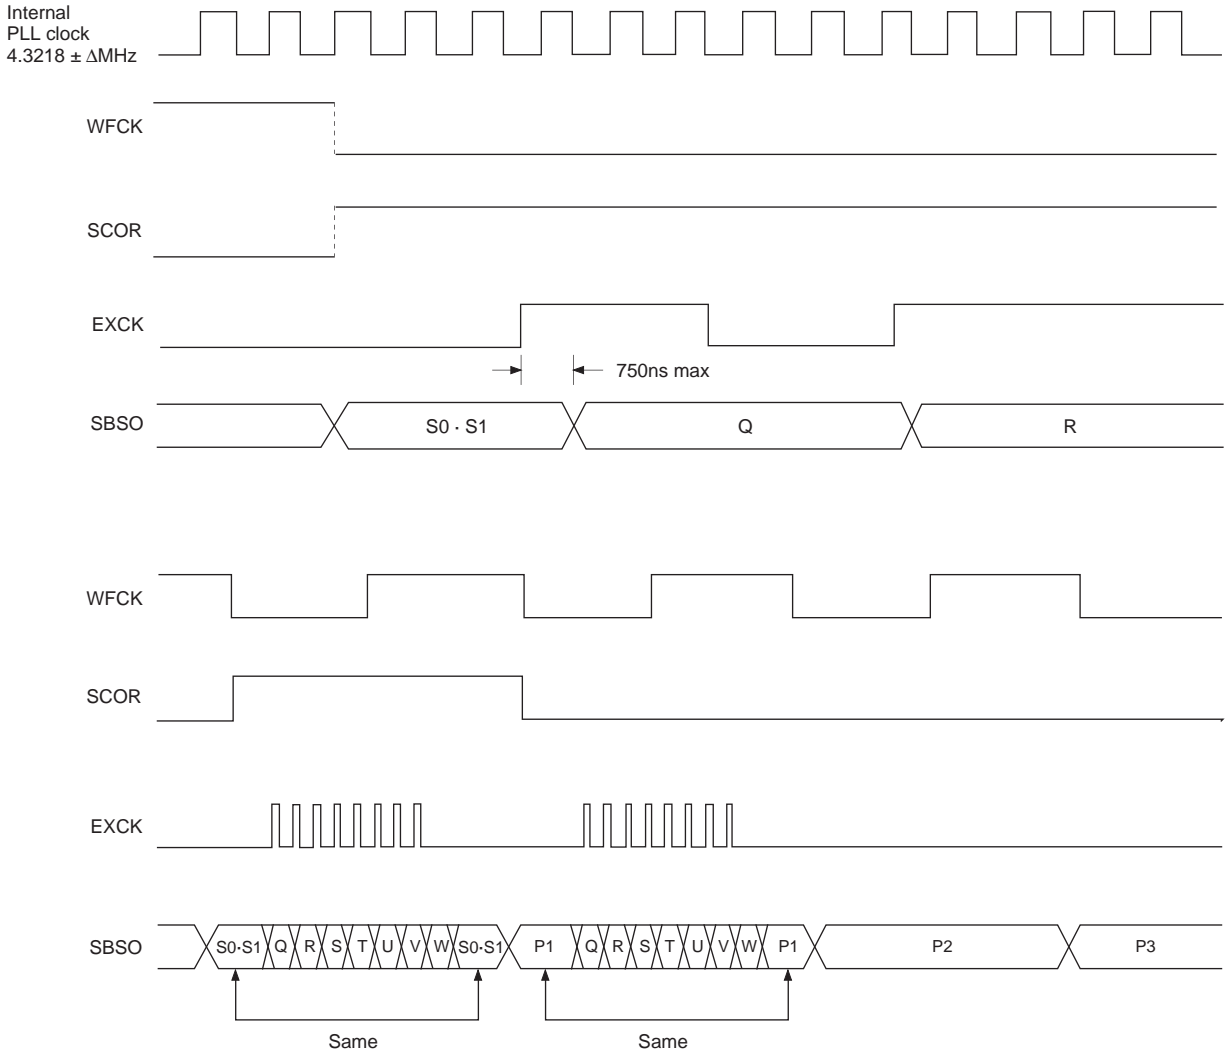 Internal
PLL clock
4.3218 ± ΔMHz
WFCK
SCOR
EXCK
750ns max
SBSO
S0 · S1
Q
R
WFCK
SCOR
EXCK
SBSO
S0·S1 Q R S T U V W S0·S1 P1 Q R S T U V W P1 P2 P3
Same
Same